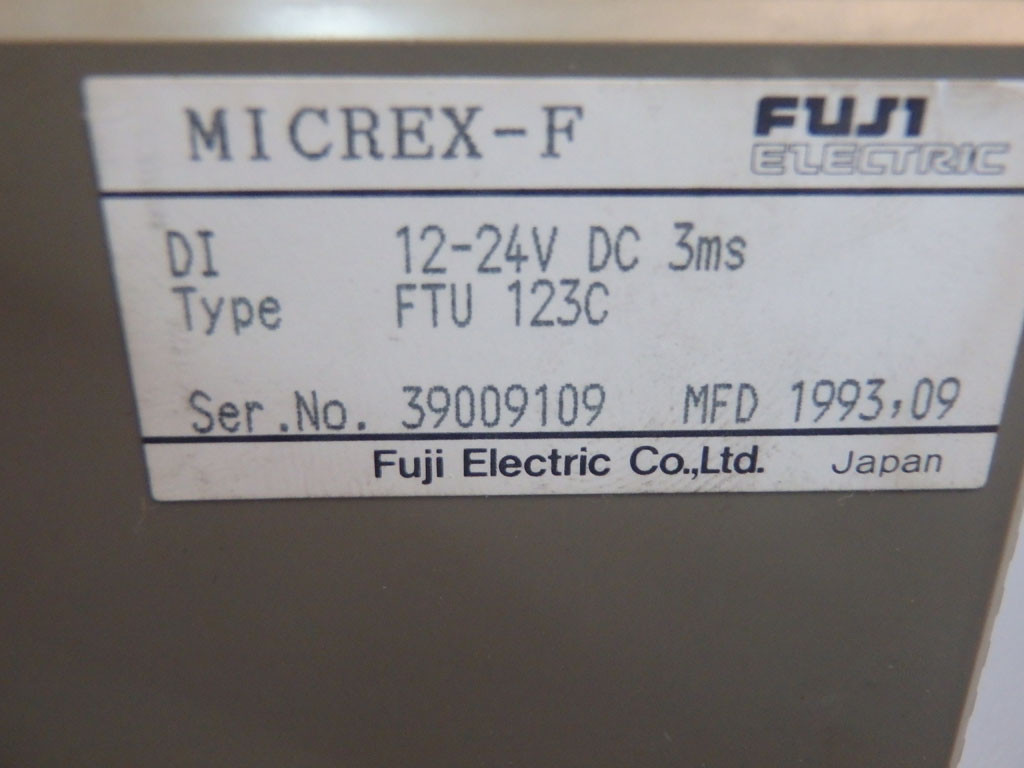 MICREX-F FUJI
ELECTRIC
DI 12-24V DC 3ms
Type FTU 123C
Ser.No. 39009109 MFD 1993,09
Fuji Electric Co.,Ltd. Japan